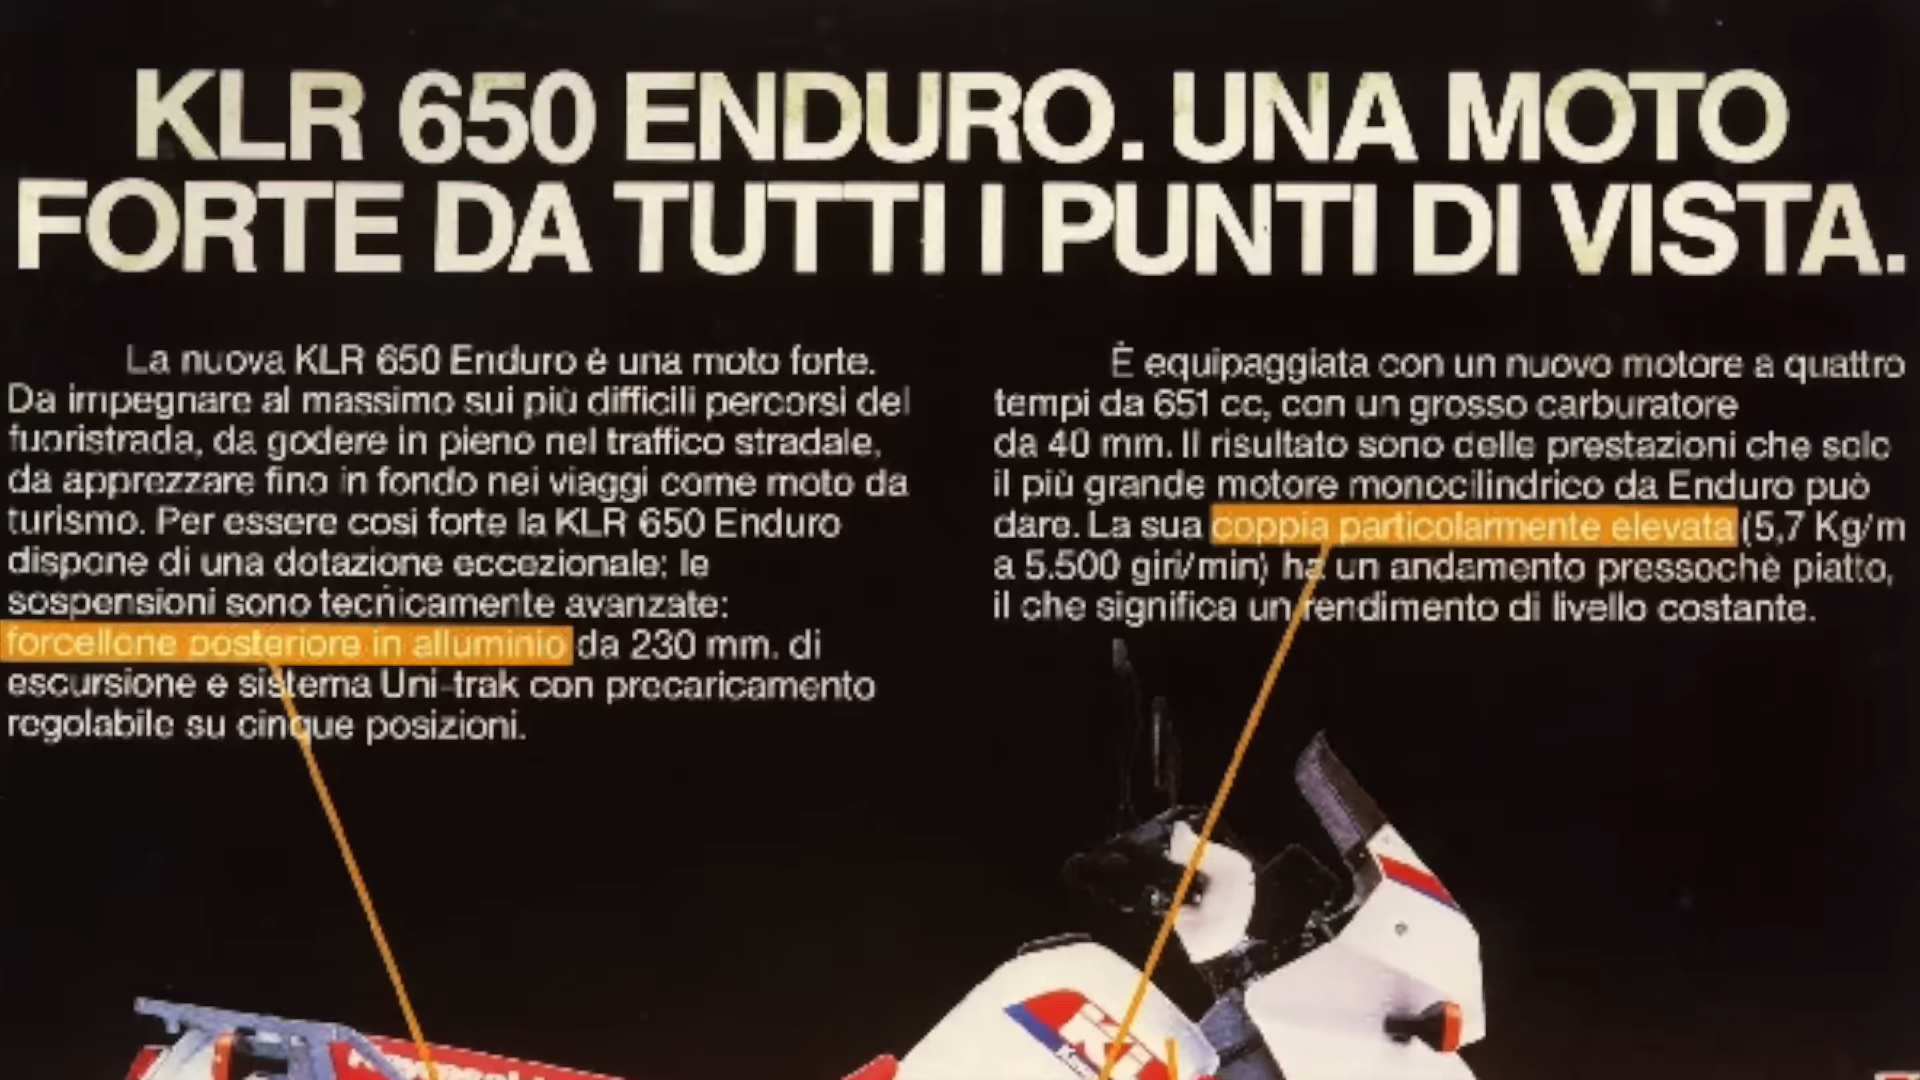 KLR 650 ENDURO. UNA MOTO
FORTE DA TUTTI I PUNTI DI VISTA.
La nuova KLR 650 Enduro è una moto forte.
Da impegnare al massimo sui più difficili percorsi del
fuoristrada, da godere in pieno nel traffico stradale,
da apprezzare fino in fondo nei viaggi come moto da
turismo. Per essere così forte la KLR 650 Enduro
dispone di una dotazione eccezionale: le
sospensioni sono tecnicamente avanzate:
forcellone posteriore in alluminio da 230 mm. di
escursione e sistema Uni-trak con precaricamento
regolabile su cinque posizioni.
È equipaggiata con un nuovo motore a quattro
tempi da 651 cc, con un grosso carburatore
da 40 mm. Il risultato sono delle prestazioni che solo
il più grande motore monocilindrico da Enduro può
dare. La sua coppia particolarmente elevata (5,7 Kg/m
a 5.500 giri/min) ha un andamento pressochè piatto,
il che significa un rendimento di livello costante.